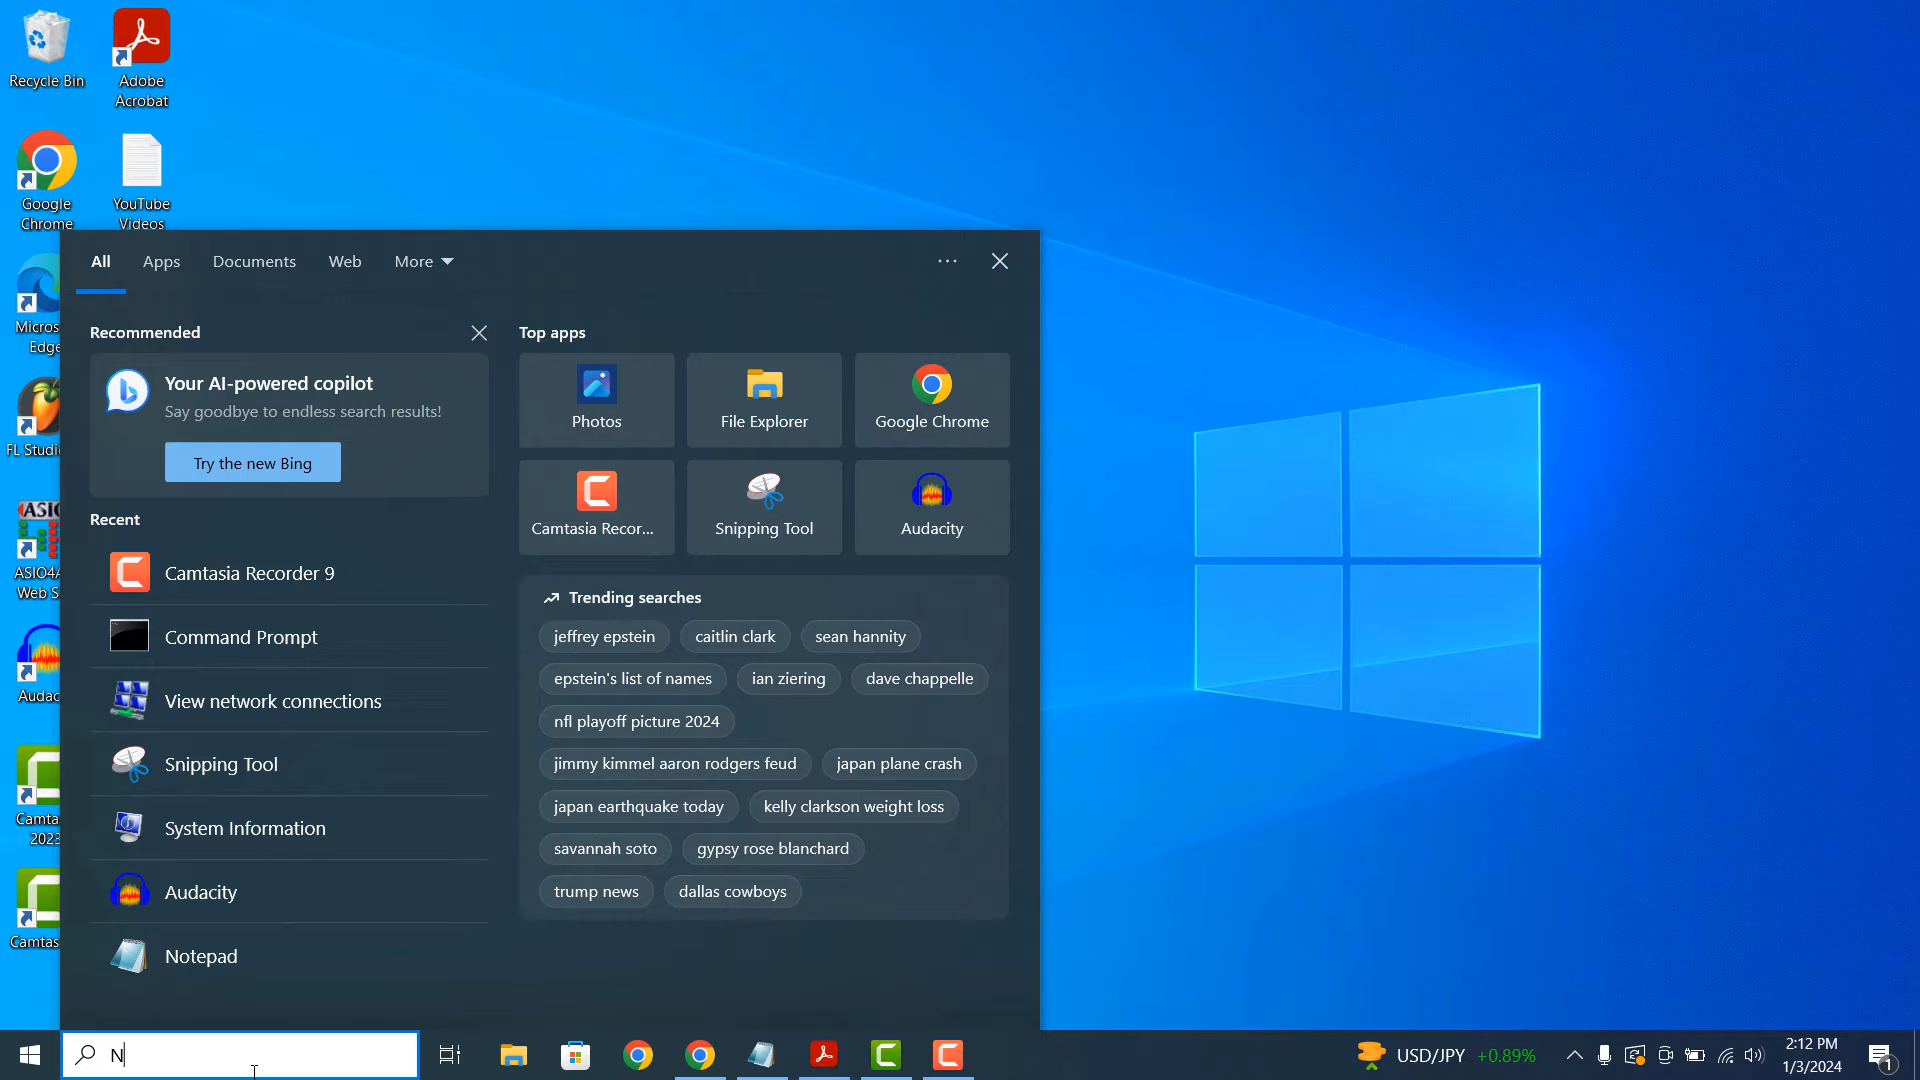 Recycle Bin
Adobe
Acrobat
Google
Chrome
YouTube
Videos
Micros
Edge
FL Studi
ASIO4A
Web S
Audac
Camta
2023
Camtas
All
Apps
Documents
Web
More
Recommended
Your AI-powered copilot
Say goodbye to endless search results!
Try the new Bing
Recent
Camtasia Recorder 9
Command Prompt
View network connections
Snipping Tool
System Information
Audacity
Notepad
Top apps
Photos
File Explorer
Google Chrome
Camtasia Recor...
Snipping Tool
Audacity
Trending searches
jeffrey epstein
caitlin clark
sean hannity
epstein's list of names
ian ziering
dave chappelle
nfl playoff picture 2024
jimmy kimmel aaron rodgers feud
japan plane crash
japan earthquake today
kelly clarkson weight loss
savannah soto
gypsy rose blanchard
trump news
dallas cowboys
N
USD/JPY +0.89%
2:12 PM
1/3/2024
1